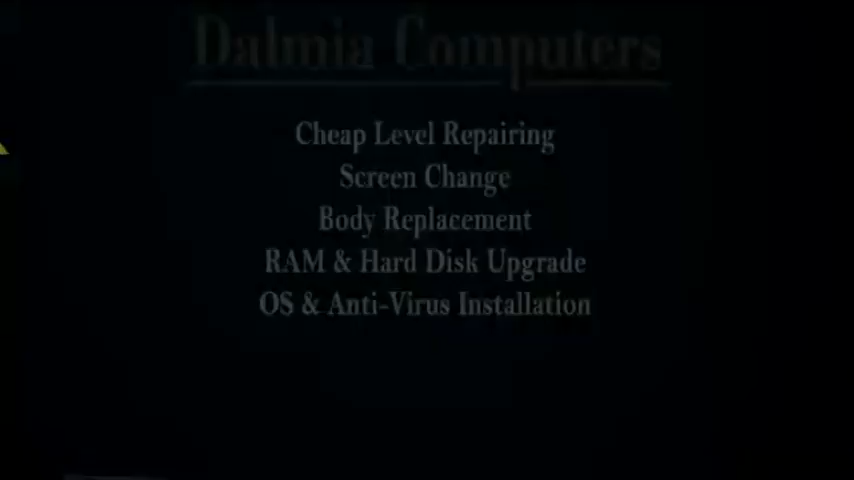 Dalmia Computers
Cheap Level Repairing
Screen Change
Body Replacement
RAM & Hard Disk Upgrade
OS & Anti-Virus Installation